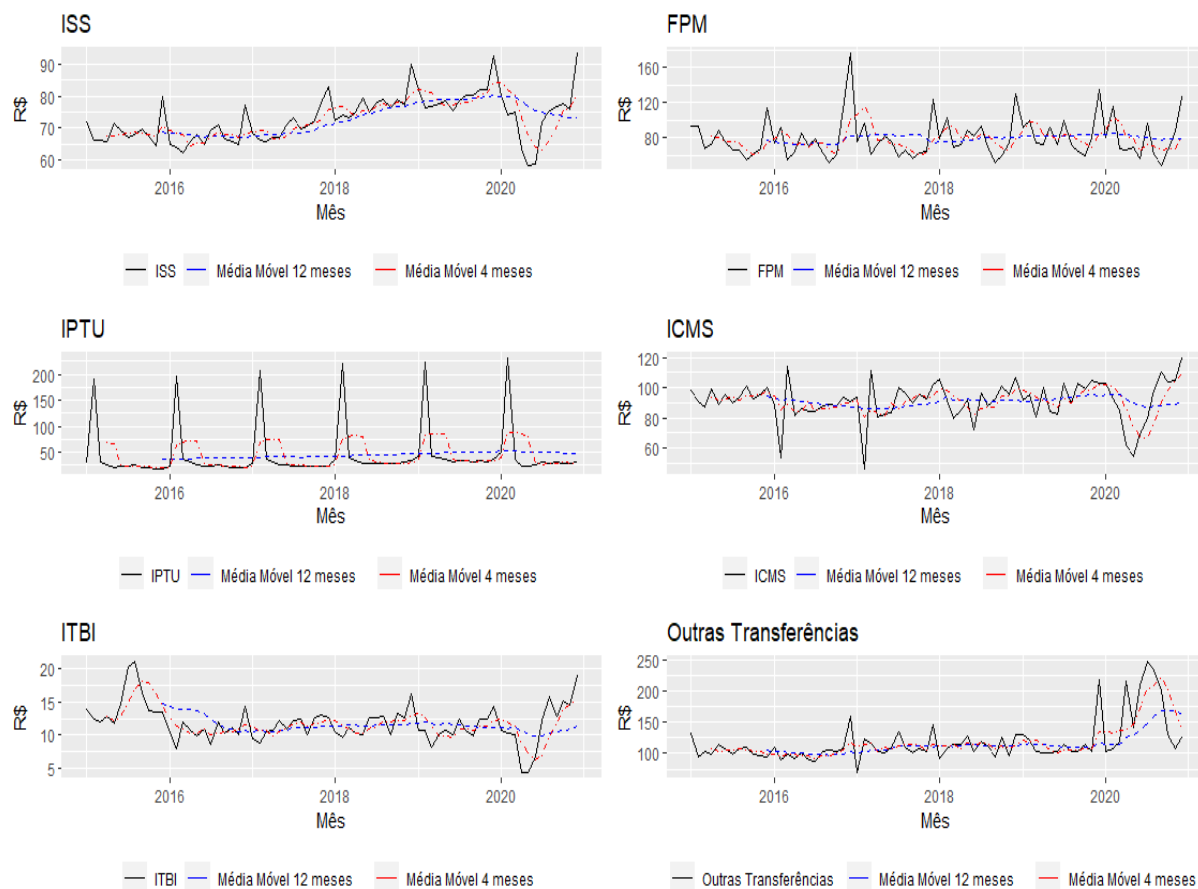 ISS
R$
90
80
70
60
2016 2018 2020
Mês
ISS Média Móvel 12 meses Média Móvel 4 meses
FPM
R$
160
120
80
2016 2018 2020
Mês
FPM Média Móvel 12 meses Média Móvel 4 meses
IPTU
R$
200
150
100
50
2016 2018 2020
Mês
IPTU Média Móvel 12 meses Média Móvel 4 meses
ICMS
R$
120
100
80
60
2016 2018 2020
Mês
ICMS Média Móvel 12 meses Média Móvel 4 meses
ITBI
R$
20
15
10
5
2016 2018 2020
Mês
ITBI Média Móvel 12 meses Média Móvel 4 meses
Outras Transferências
R$
250
200
150
100
2016 2018 2020
Mês
Outras Transferências Média Móvel 12 meses Média Móvel 4 meses